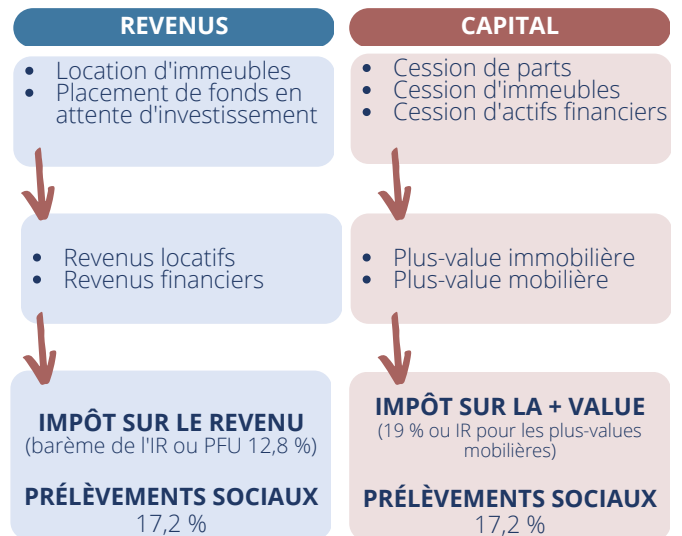 REVENUS
• Location d'immeubles
• Placement de fonds en
attente d'investissement
• Revenus locatifs
• Revenus financiers
IMPÔT SUR LE REVENU
(barème de l'IR ou PFU 12,8 %)
PRÉLÈVEMENTS SOCIAUX
17,2 %
CAPITAL
• Cession de parts
• Cession d'immeubles
• Cession d'actifs financiers
• Plus-value immobilière
• Plus-value mobilière
IMPÔT SUR LA + VALUE
(19 % ou IR pour les plus-values
mobilières)
PRÉLÈVEMENTS SOCIAUX
17,2 %